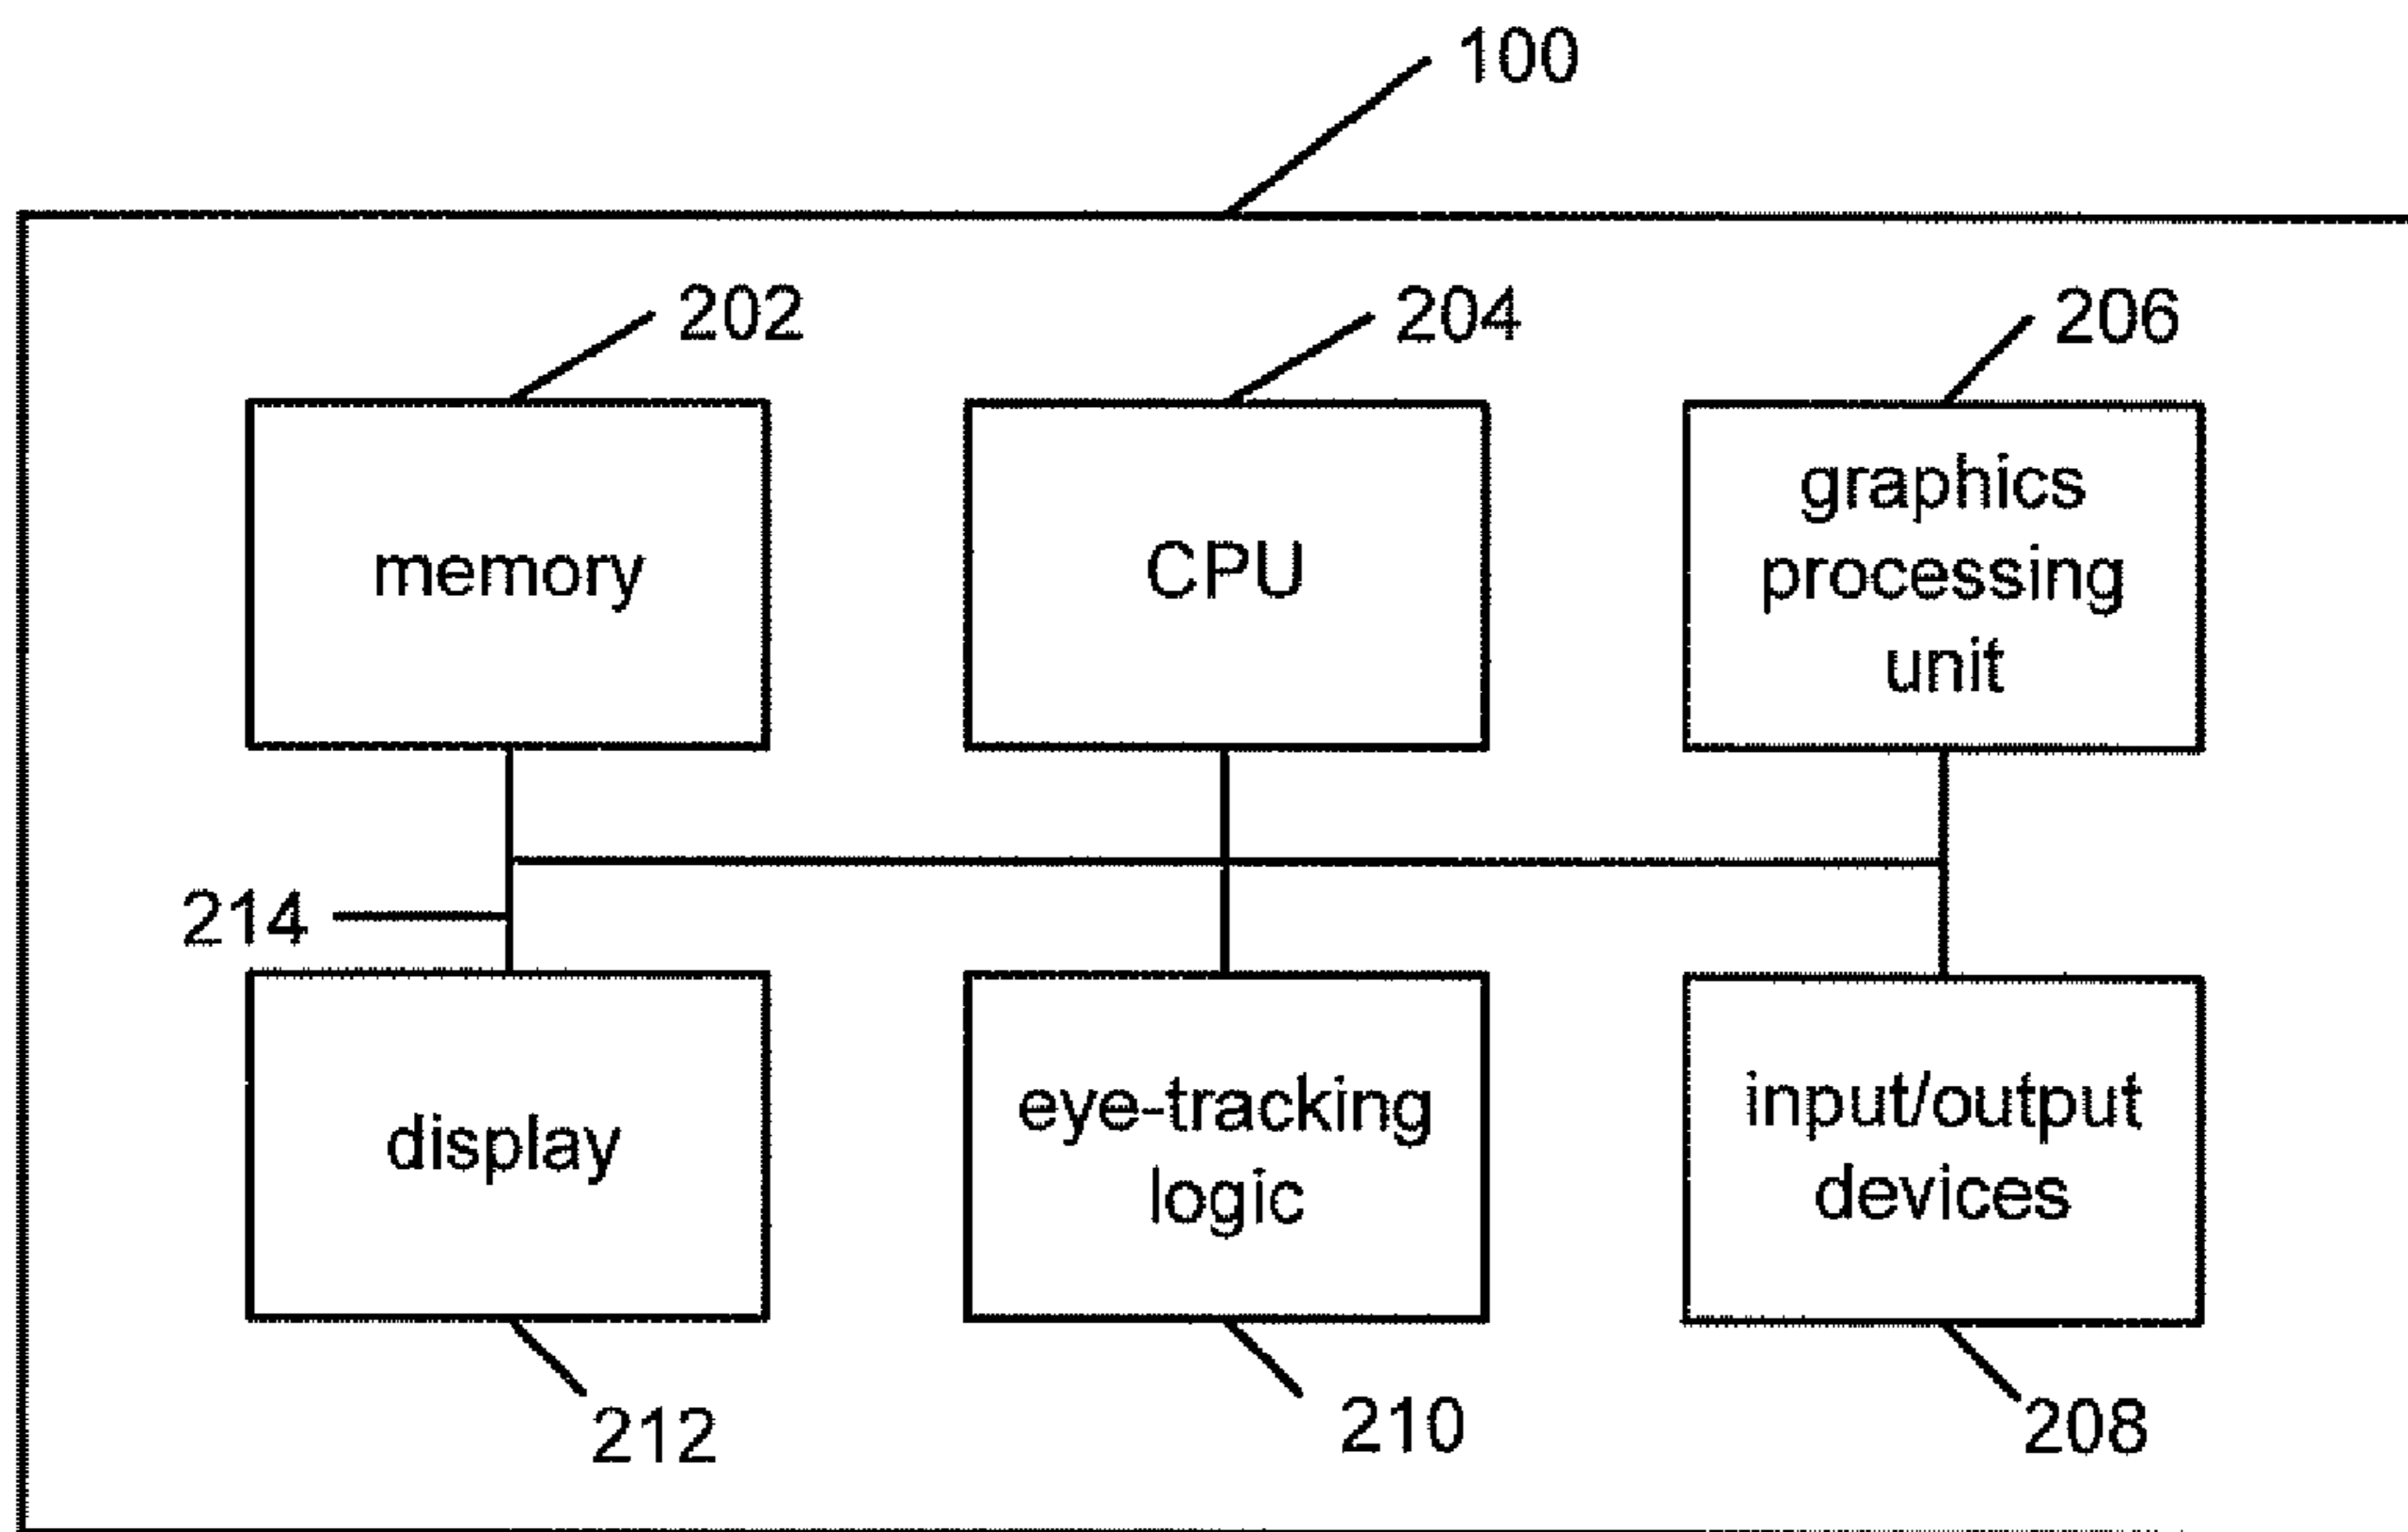 100
202
204
206
memory
CPU
graphics
processing
unit
214
display
eye-tracking
logic
input/output
devices
212
210
208